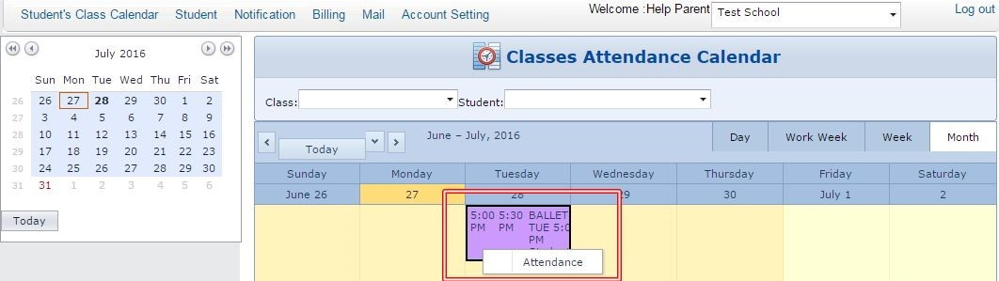 Student's Class Calendar Student Notification Billing Mail Account Setting Welcome :Help Parent Test School Log out
July 2016
Sun Mon Tue Wed Thu Fri Sat
26 26 27 28 29 30 1 2
27 3 4 5 6 7 8 9
28 10 11 12 13 14 15 16
29 17 18 19 20 21 22 23
30 24 25 26 27 28 29 30
31 31 1 2 3 4 5 6
Today
Classes Attendance Calendar
Class: Student:
Today June – July, 2016 Day Work Week Week Month
Sunday Monday Tuesday Wednesday Thursday Friday Saturday
June 26 27 28 29 30 July 1 2
5:00 5:30 BALLET
PM PM TUE 5:0
PM
Attendance